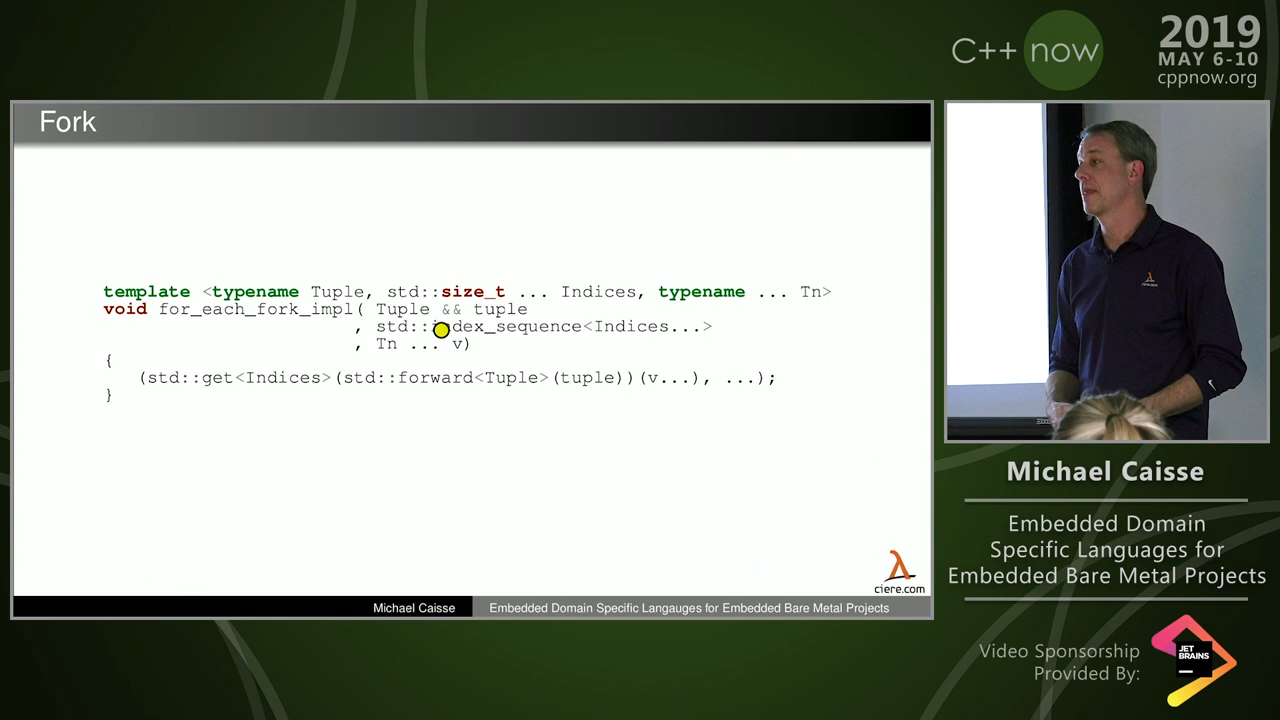 C++ now
2019
MAY 6-10
cppnow.org
Fork
template <typename Tuple, std::size_t ... Indices, typename ... Tn>
void for_each_fork_impl( Tuple && tuple
, std::index_sequence<Indices...>
, Tn ... v)
{
(std::get<Indices>(std::forward<Tuple>(tuple))(v...), ...);
}
λ
ciere.com
Michael Caisse
Embedded Domain Specific Langauges for Embedded Bare Metal Projects
Michael Caisse
Embedded Domain
Specific Languages for
Embedded Bare Metal Projects
Video Sponsorship
Provided By:
JET
BRAINS